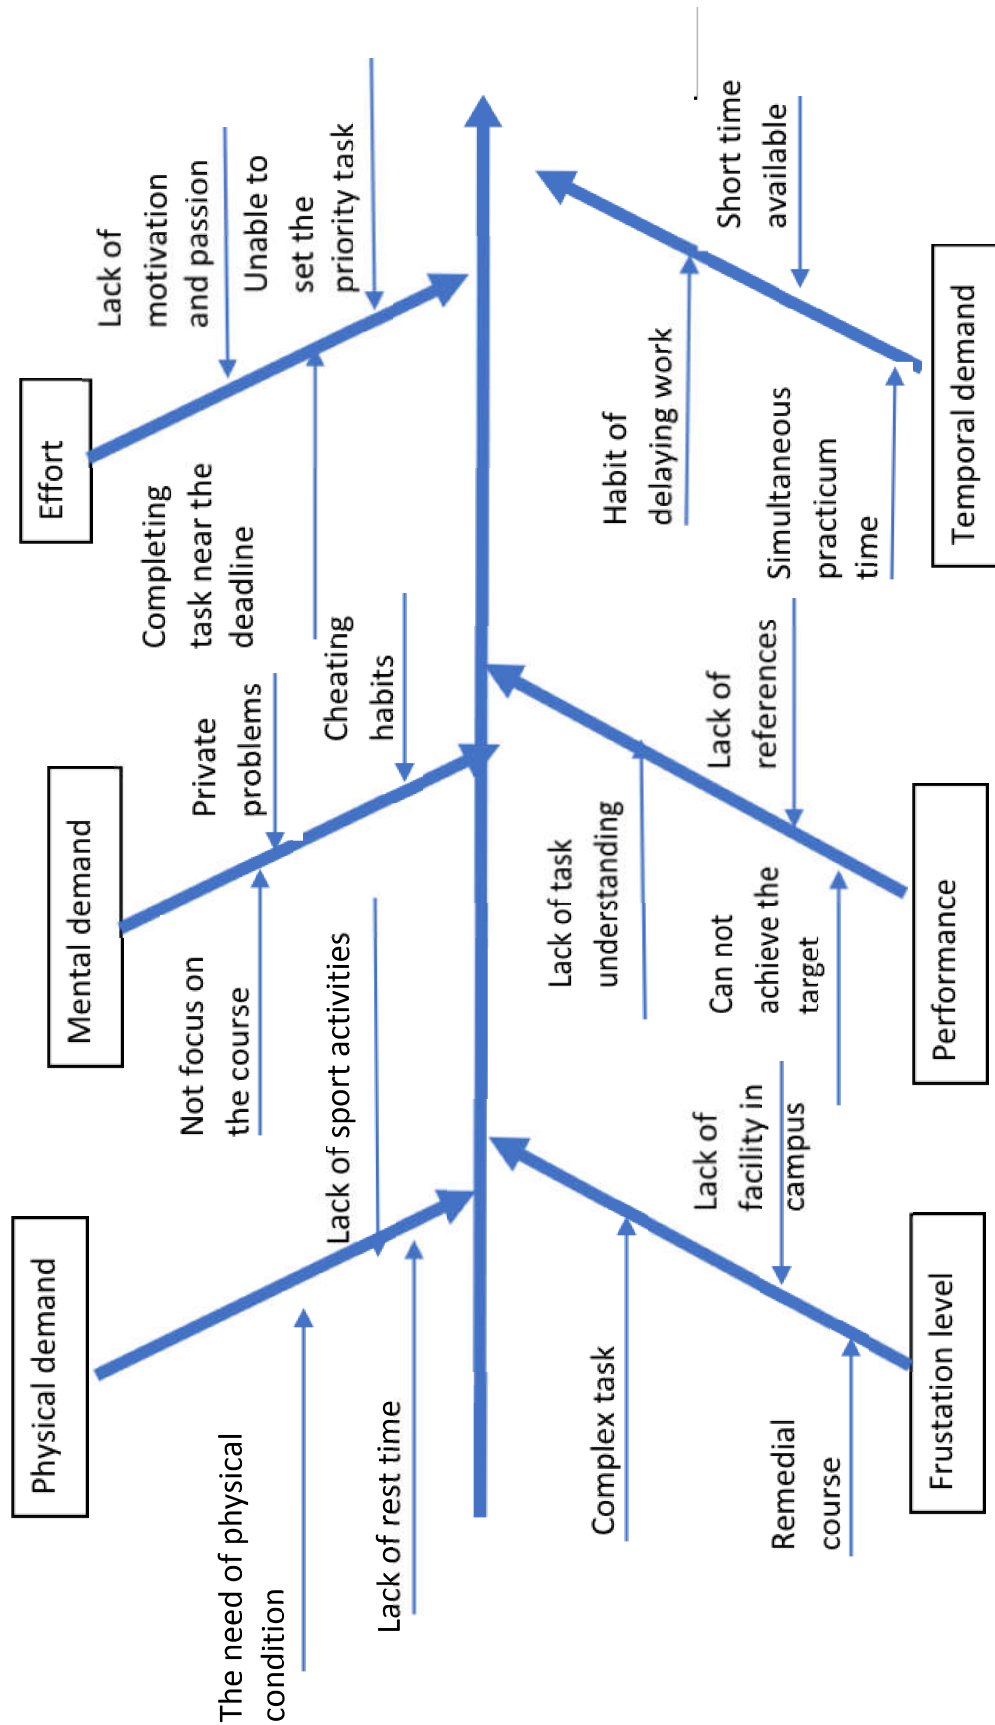 Physical demand
The need of physical
condition
Lack of rest time
Lack of sport activities
Mental demand
Not focus on
the course
Private
problems
Cheating
habits
Effort
Completing
task near the
deadline
Lack of
motivation
and passion
Unable to
set the
priority task
Frustation level
Complex task
Remedial
course
Lack of
facility in
campus
Performance
Lack of task
understanding
Can not
achieve the
target
Lack of
references
Temporal demand
Habit of
delaying work
Simultaneous
practicum
time
Short time
available